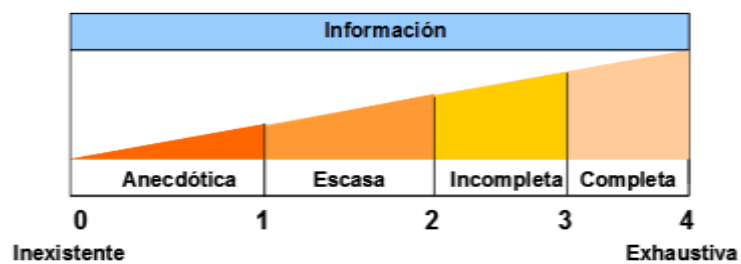 Información
Anecdótica Escasa Incompleta Completa
0 1 2 3 4
Inexistente Exhaustiva